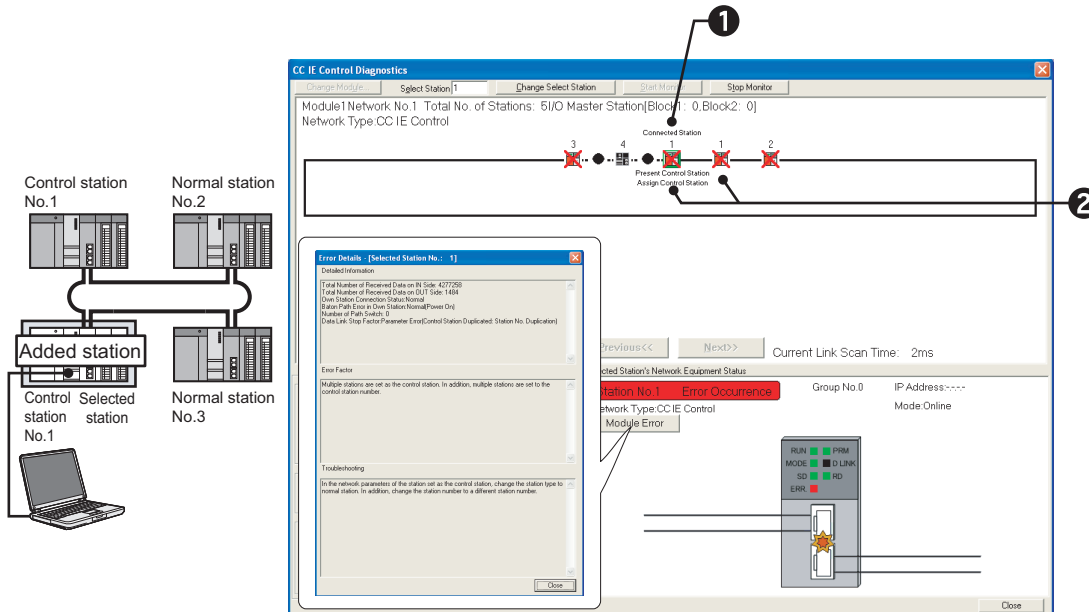 ❶
CC IE Control Diagnostics
Change Module... Select Station 1 Change Select Station Start Monitor Stop Monitor
Module1 Network No.1 Total No. of Stations: 5I/O Master Station[Block1: 0,Block2: 0]
Network Type:CC IE Control
Connected Station
3 4 1 1 2
Present Control Station
Assign Control Station
❷
Control station No.1
Normal station No.2
Added station
Control station No.1
Selected station
Normal station No.3
Error Details - [Selected Station No.: 1]
Detailed Information
Total Number of Received Data on IN Side: 4277258
Total Number of Received Data on OUT Side: 1484
Own Station Connection Status:Normal
Baton Path Error in Own Station:Normal(Power On)
Number of Path Switch: 0
Data Link Stop Factor:Parameter Error(Control Station Duplicated: Station No. Duplication)
Error Factor
Multiple stations are set as the control station. In addition, multiple stations are set to the
control station number.
Troubleshooting
In the network parameters of the station set as the control station, change the station type to
normal station. In addition, change the station number to a different station number.
Close
Previous<< Next>> Current Link Scan Time: 2ms
cted Station's Network Equipment Status
Station No.1 Error Occurrence Group No.0 IP Address:-.-.-.-
etwork Type:CC IE Control Mode:Online
Module Error
RUN PRM
MODE D LINK
SD RD
ERR.
Close